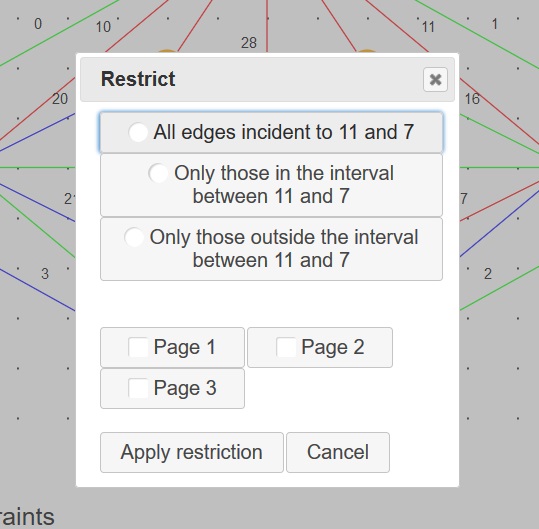 0
10
11
1
28
Restrict
20
16
All edges incident to 11 and 7
Only those in the interval
between 11 and 7
2
7
Only those outside the interval
between 11 and 7
3
2
Page 1
Page 2
Page 3
Apply restriction
Cancel
raints